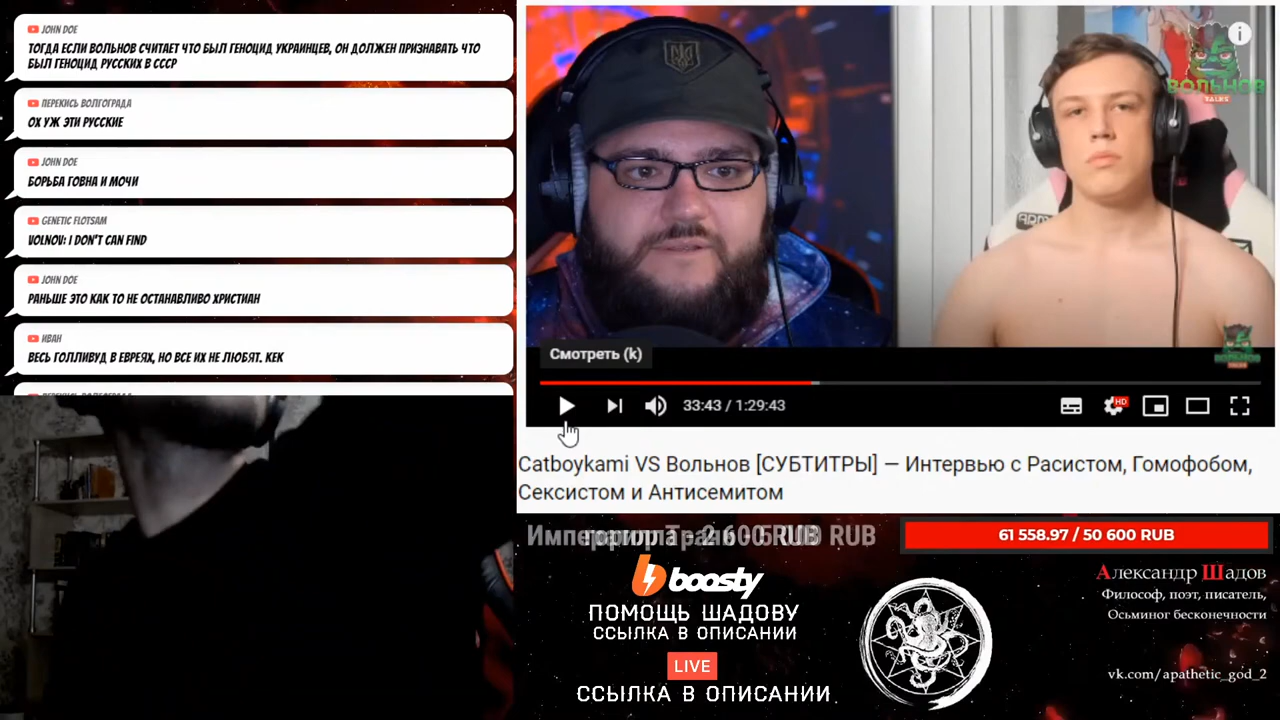 JOHN DOE
ТОГДА ЕСЛИ ВОЛЬНОВ СЧИТАЕТ ЧТО БЫЛ ГЕНОЦИД УКРАИНЦЕВ, ОН ДОЛЖЕН ПРИЗНАВАТЬ ЧТО
БЫЛ ГЕНОЦИД РУССКИХ В СССР
ПЕРЕКИСЬ ВОЛГОГРАДА
ОХ УЖ ЭТИ РУССКИЕ
JOHN DOE
БОРЬБА ГОВНА И МОЧИ
GENETIC FLOTSAM
VOLNOV: I DON'T CAN FIND
JOHN DOE
РАНЬШЕ ЭТО КАК ТО НЕ ОСТАНАВЛИВО ХРИСТИАН
ИВАН
ВЕСЬ ГОЛЛИВУД В ЕВРЕЯХ, НО ВСЕ ИХ НЕ ЛЮБЯТ. КЕК
ВОЛЬНОВ
TALKS
Смотреть (k)
ВОЛЬНОВ
33:43 / 1:29:43
HD
Catboykami VS Вольнов [СУБТИТРЫ] — Интервью с Расистом, Гомофобом,
Сексистом и Антисемитом
RUB
61 558.97 / 50 600 RUB
boosty
ПОМОЩЬ ШАДОВУ
ССЫЛКА В ОПИСАНИИ
LIVE
ССЫЛКА В ОПИСАНИИ
Александр Шадов
Философ, поэт, писатель,
Осьминог бесконечности
vk.com/apathetic_god_2